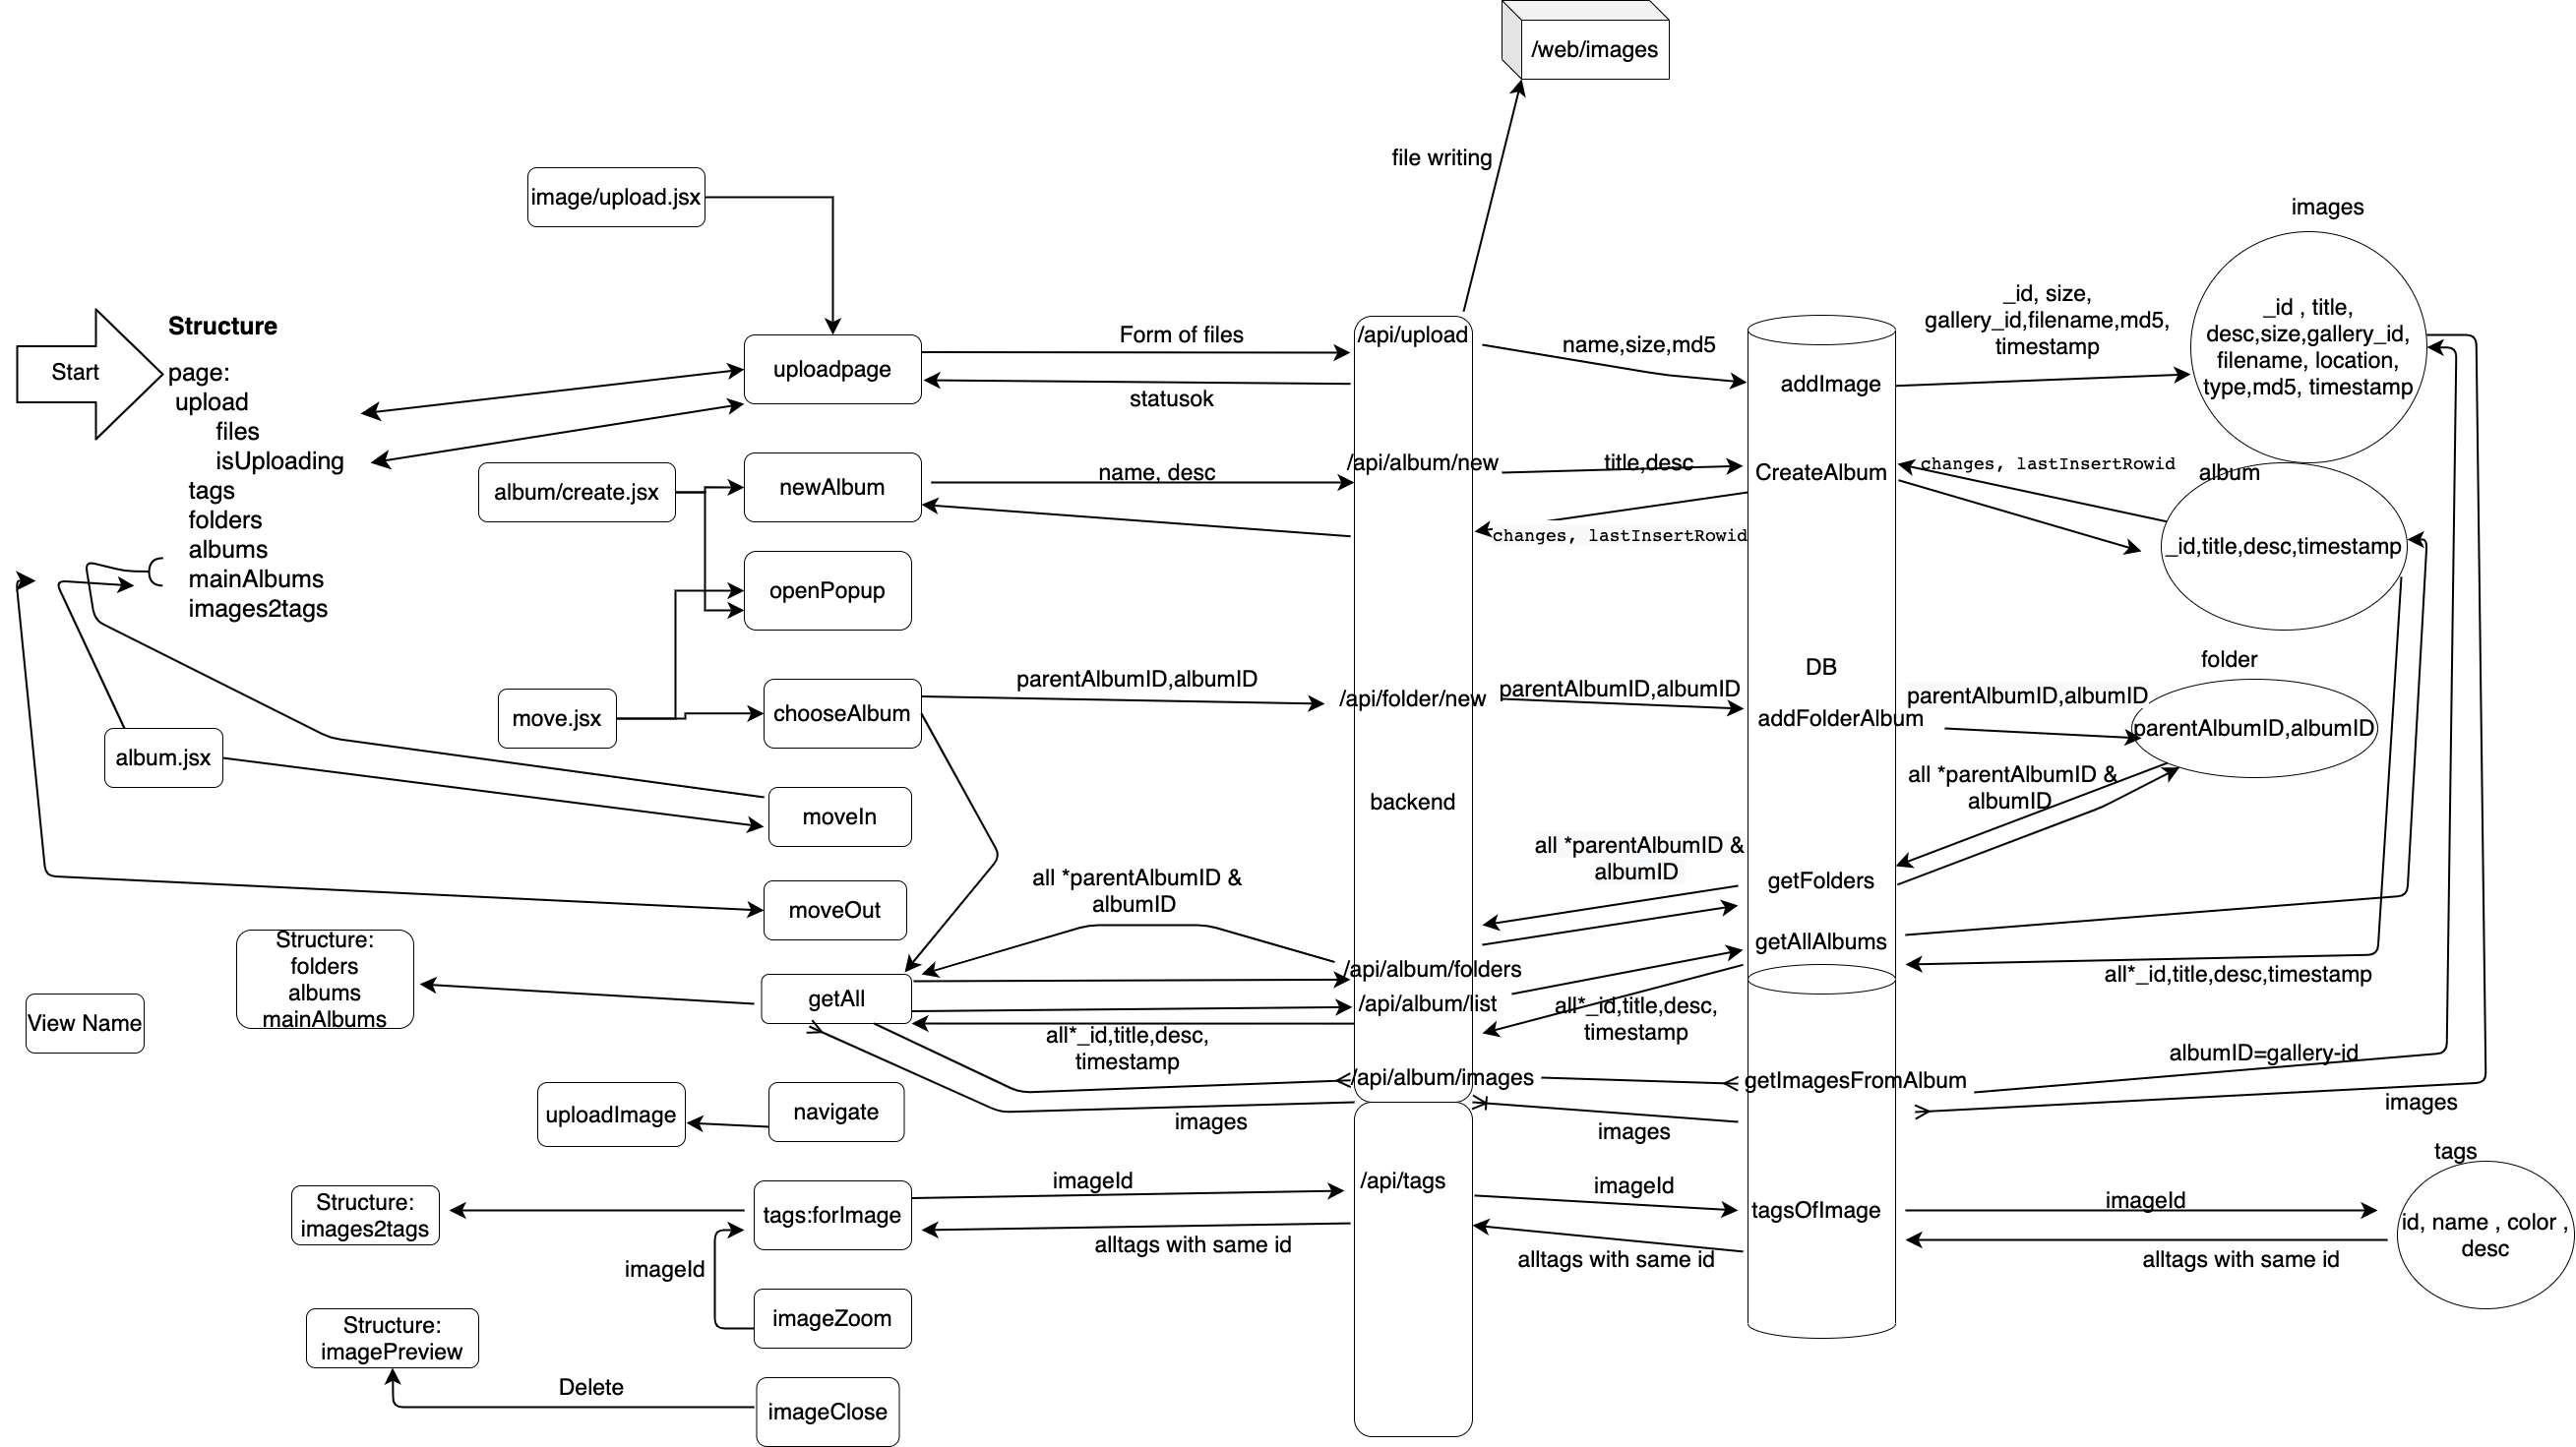 /web/images
file writing
image/upload.jsx
images
Structure
Start
page:
upload
files
isUploading
tags
folders
albums
mainAlbums
images2tags
uploadpage
Form of files
statusok
/api/upload
name,size,md5
addImage
_id, size,
gallery_id,filename,md5,
timestamp
_id , title,
desc,size,gallery_id,
filename, location,
type,md5, timestamp
album/create.jsx
newAlbum
name, desc
/api/album/new
title,desc
CreateAlbum
changes, lastInsertRowid
album
_id,title,desc,timestamp
changes, lastInsertRowid
openPopup
move.jsx
chooseAlbum
parentAlbumID,albumID
/api/folder/new
parentAlbumID,albumID
DB
addFolderAlbum
parentAlbumID,albumID
folder
parentAlbumID,albumID
album.jsx
moveIn
backend
all *parentAlbumID &
albumID
all *parentAlbumID &
albumID
getFolders
moveOut
all *parentAlbumID &
albumID
getAllAlbums
all*_id,title,desc,timestamp
Structure:
folders
albums
mainAlbums
View Name
getAll
/api/album/folders
/api/album/list
all*_id,title,desc,
timestamp
all*_id,title,desc,
timestamp
/api/album/images
getImagesFromAlbum
albumID=gallery-id
images
images
images
uploadImage
navigate
tags
Structure:
images2tags
tags:forImage
imageId
/api/tags
imageId
tagsOfImage
imageId
id, name , color ,
desc
alltags with same id
alltags with same id
alltags with same id
imageId
imageZoom
Structure:
imagePreview
Delete
imageClose